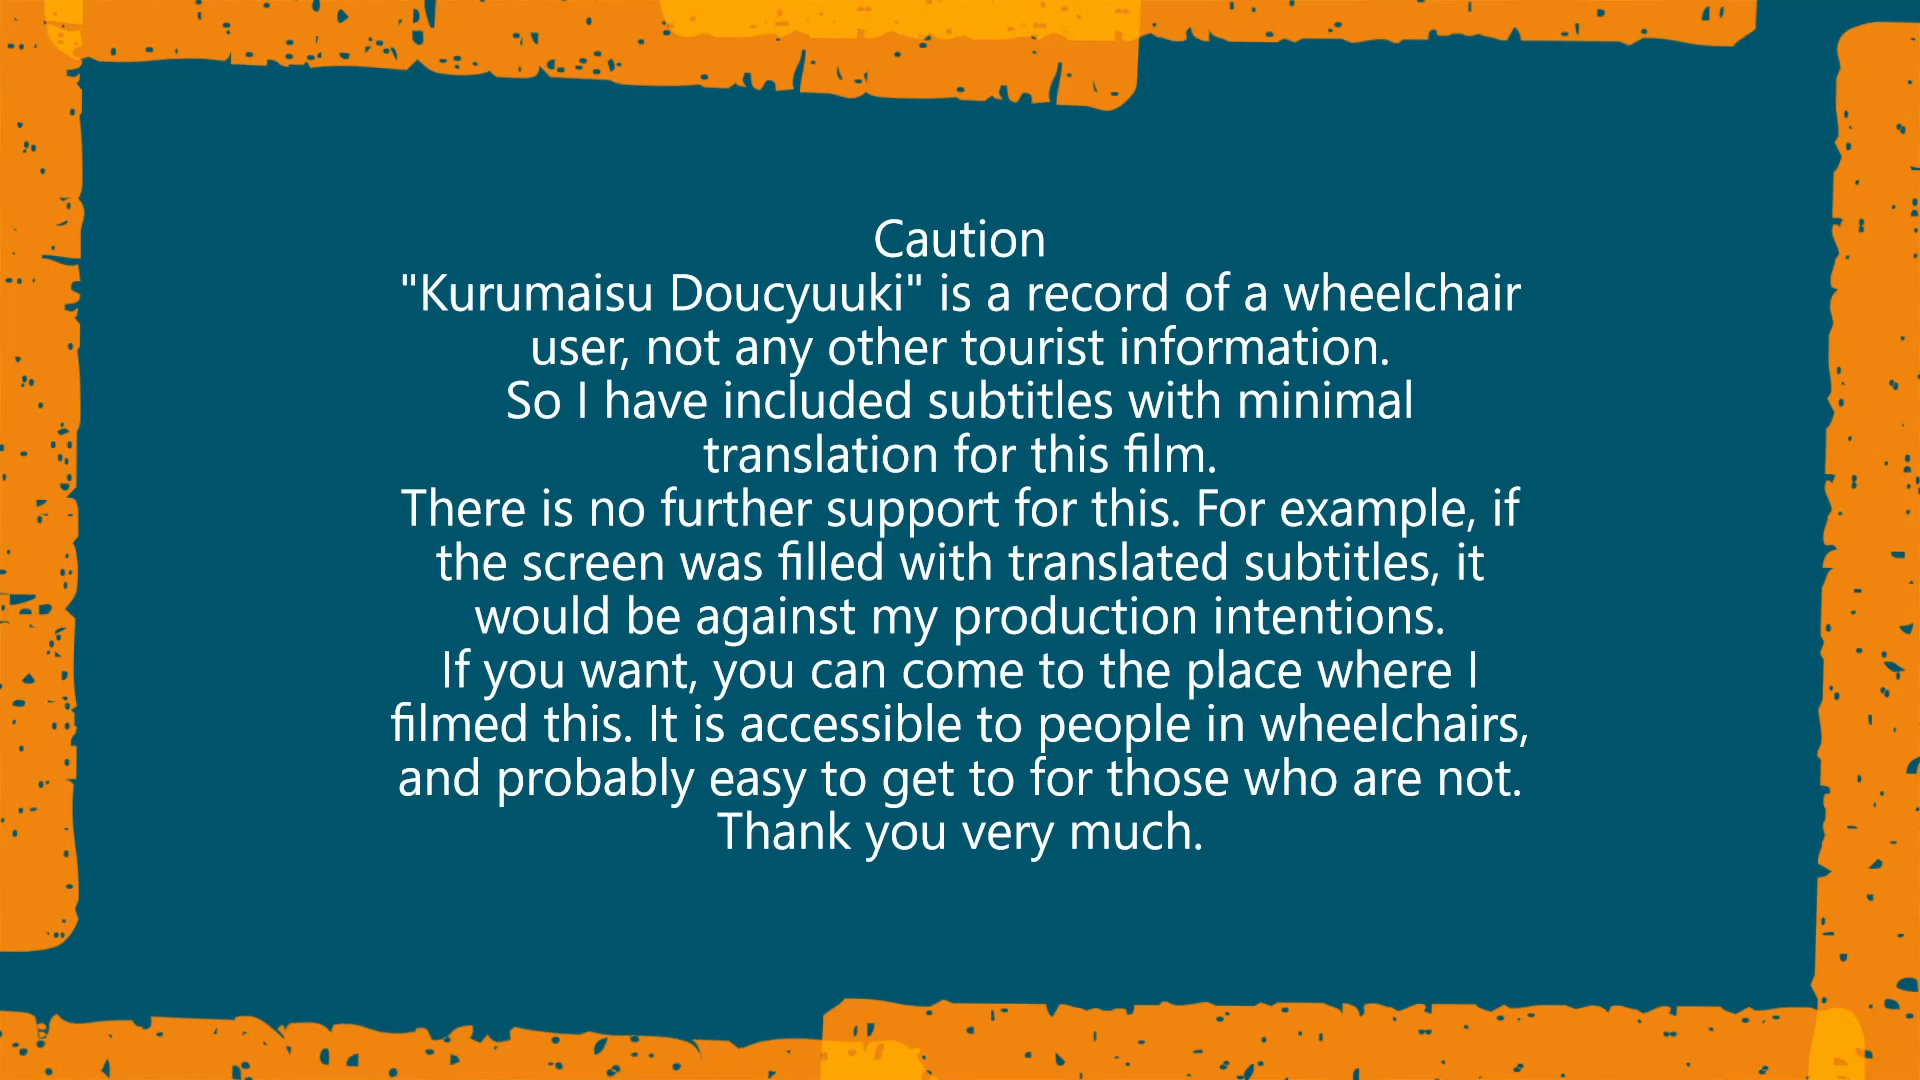 Caution
"Kurumaisu Doucyuuki" is a record of a wheelchair
user, not any other tourist information.
So I have included subtitles with minimal
translation for this film.
There is no further support for this. For example, if
the screen was filled with translated subtitles, it
would be against my production intentions.
If you want, you can come to the place where I
filmed this. It is accessible to people in wheelchairs,
and probably easy to get to for those who are not.
Thank you very much.